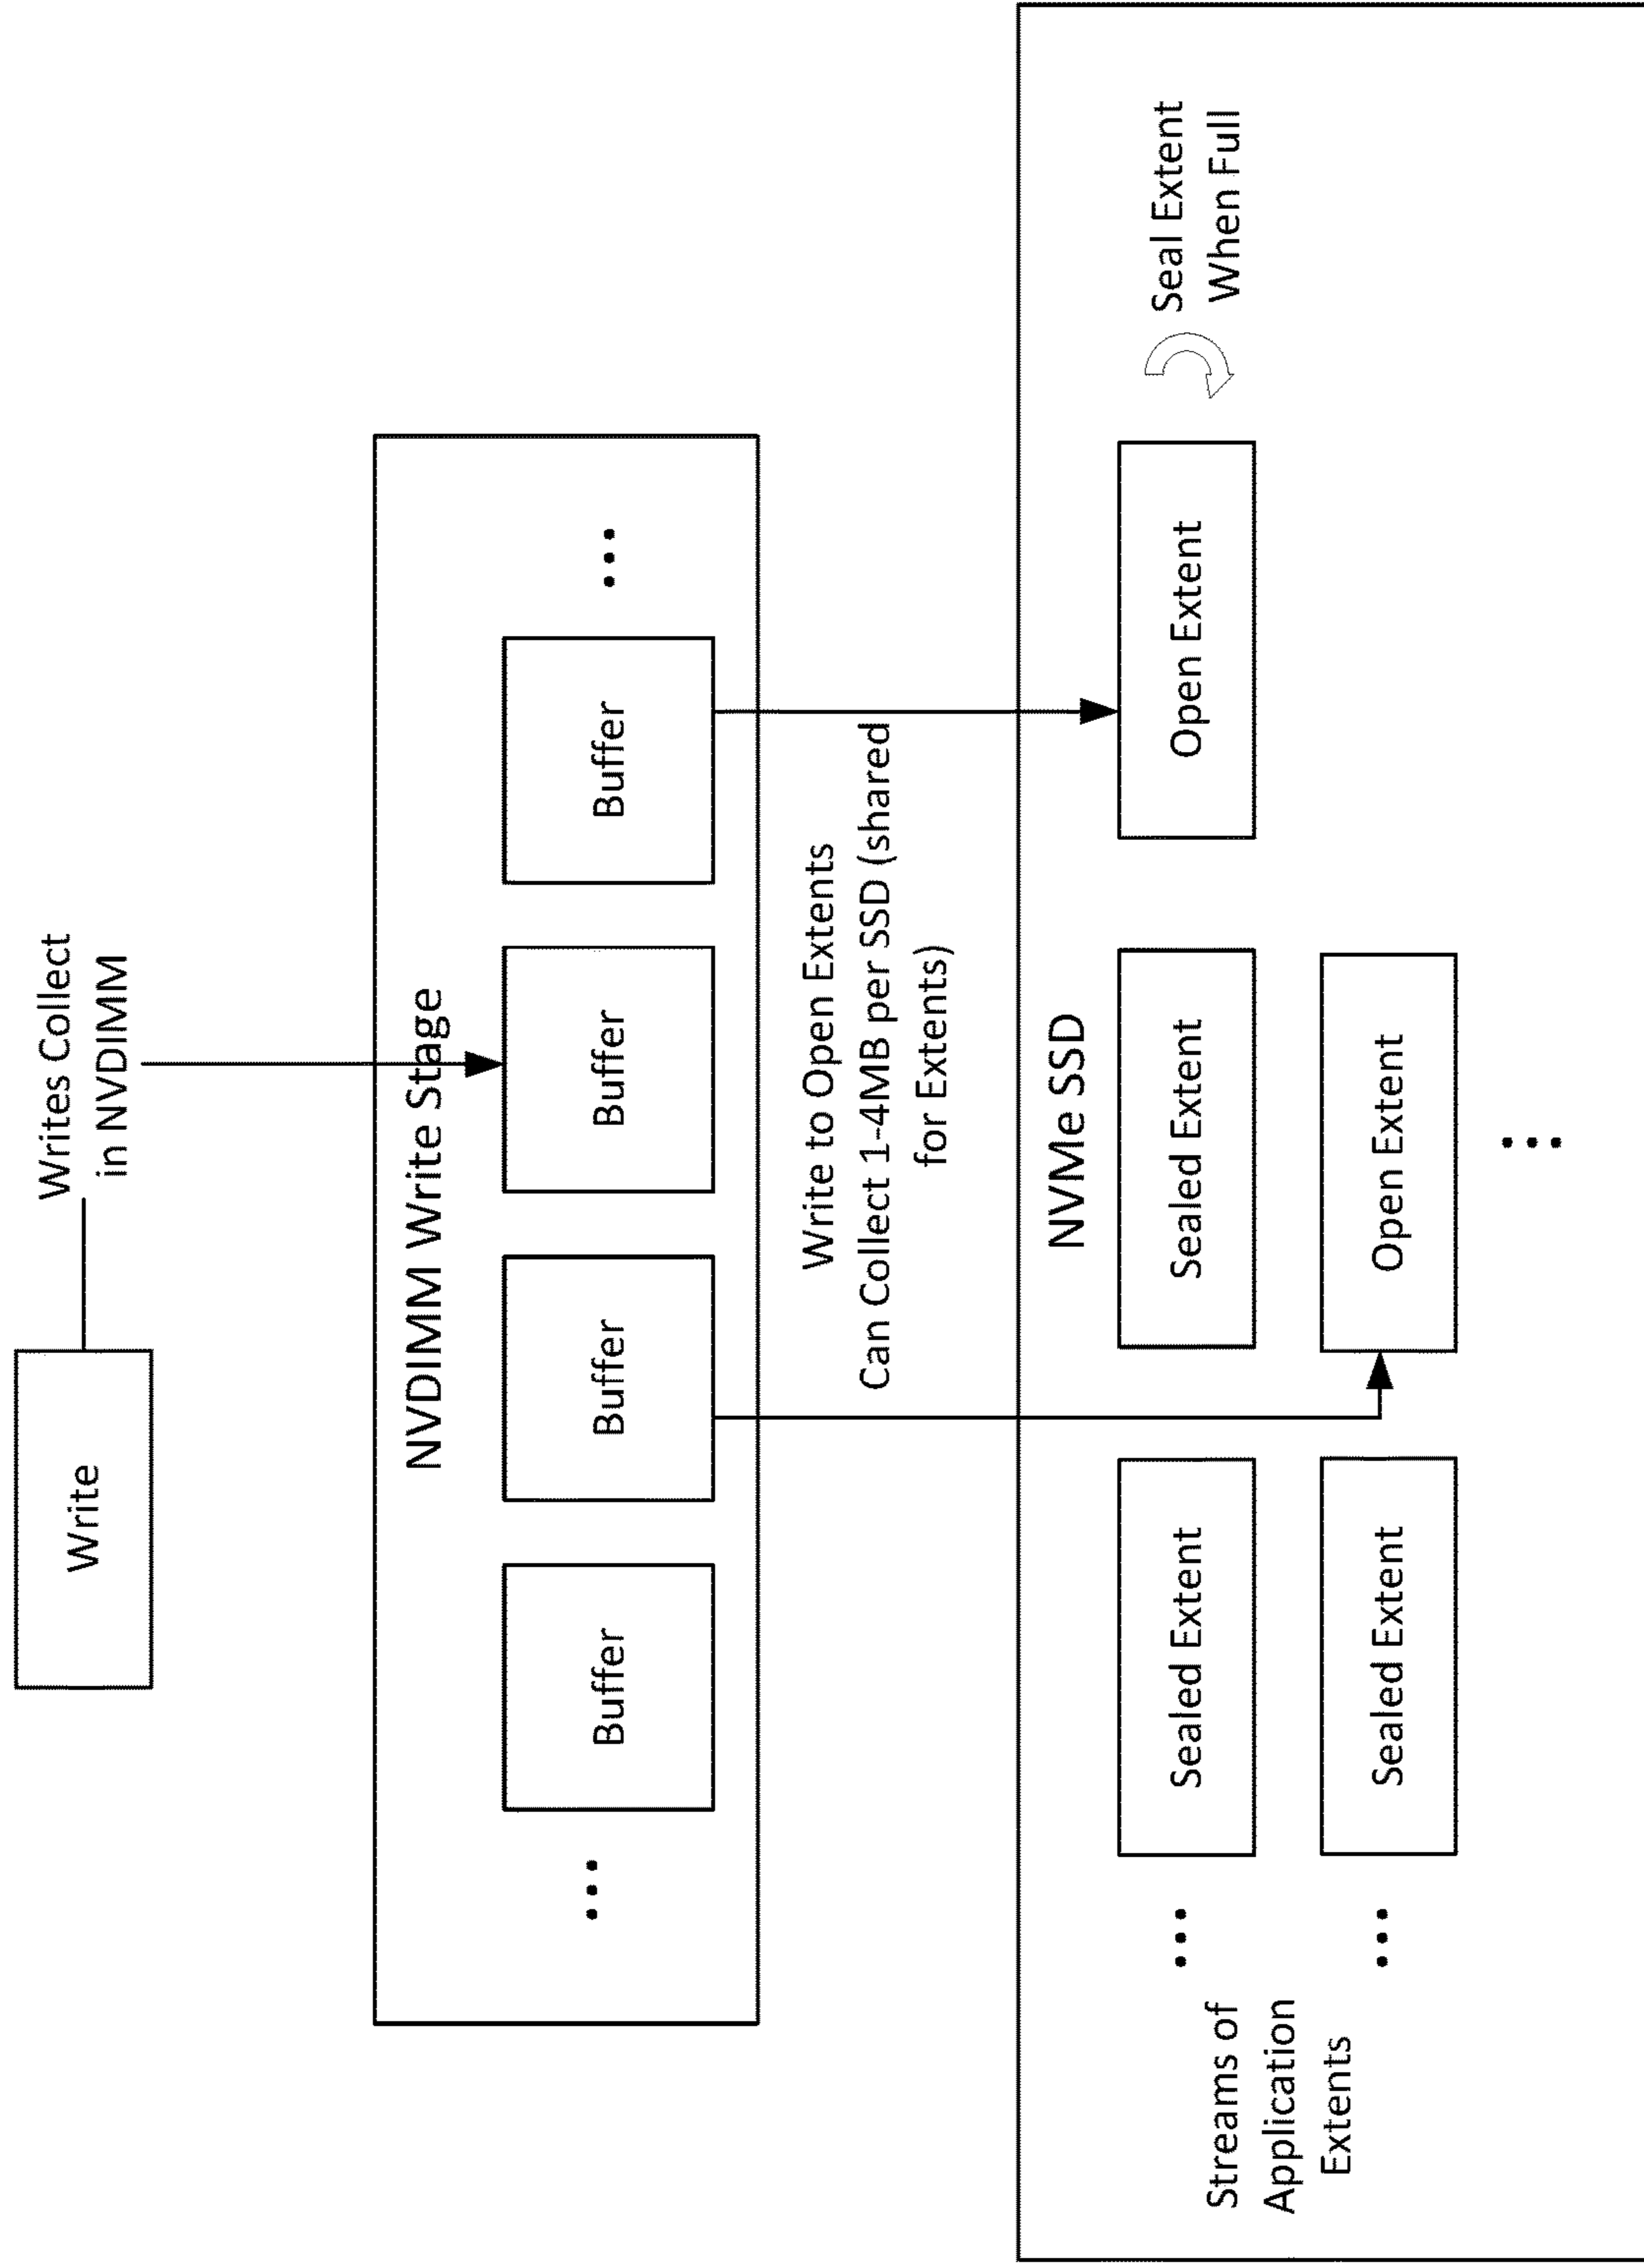 Write
Writes Collect
in NVDIMM
NVDIMM Write Stage
...
Buffer
Buffer
Buffer
Buffer
...
Write to Open Extents
Can Collect 1-4MB per SSD (shared
for Extents)
NVMe SSD
Streams of
Application
Extents
...
Sealed Extent
Sealed Extent
Open Extent
Seal Extent
When Full
...
Sealed Extent
Open Extent
...